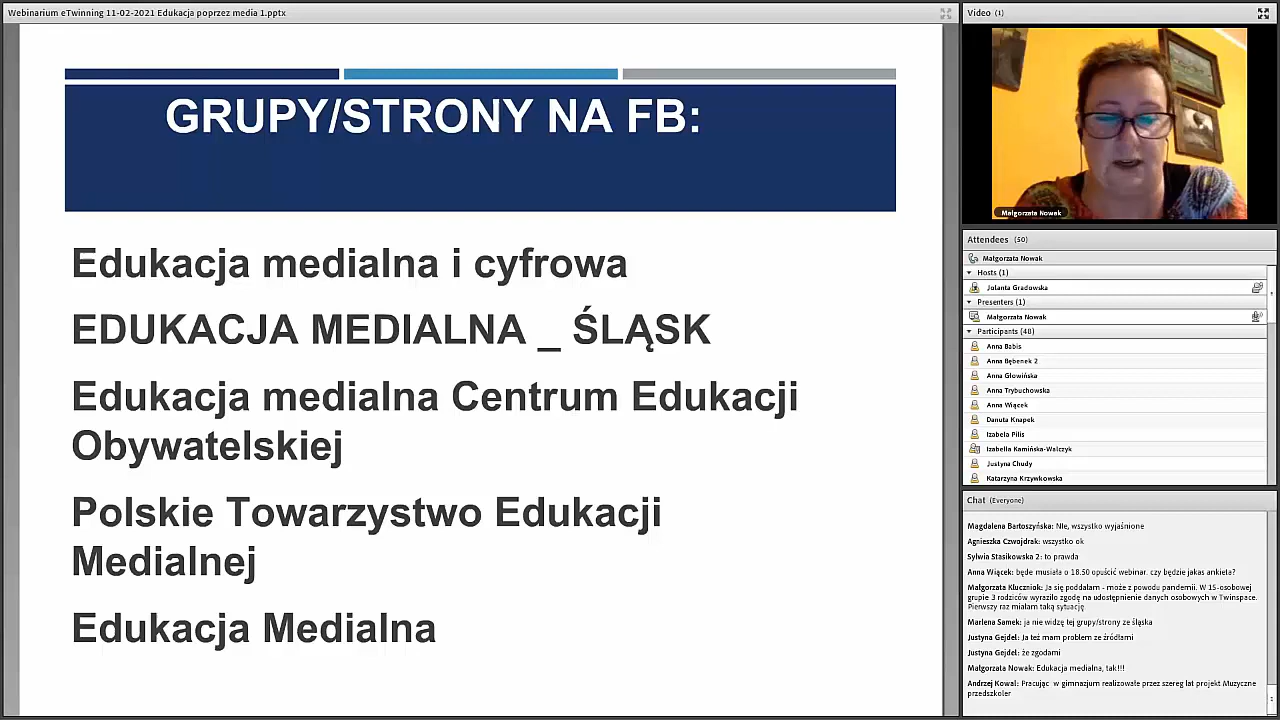 Webinarium eTwinning 11-02-2021 Edukacja poprzez media 1.pptx
GRUPY/STRONY NA FB:
Edukacja medialna i cyfrowa
EDUKACJA MEDIALNA _ ŚLĄSK
Edukacja medialna Centrum Edukacji
Obywatelskiej
Polskie Towarzystwo Edukacji
Medialnej
Edukacja Medialna
Video (1)
Małgorzata Nowak
Attendees (50)
Małgorzata Nowak
Hosts (1)
Jolanta Gradowska
Presenters (1)
Małgorzata Nowak
Participants (48)
Anna Babis
Anna Bębenek 2
Anna Głowińska
Anna Trybuchowska
Anna Wiącek
Danuta Knapek
Izabela Pilis
Izabella Kamińska-Walczyk
Justyna Chudy
Katarzyna Krzywkowska
Chat (Everyone)
Magdalena Bartoszyńska: NIe, wszystko wyjaśnione
Agnieszka Czwojdrak: wszystko ok
Sylwia Stasikowska 2: to prawda
Anna Wiącek: będe musiała o 18.50 opuścić webinar. czy będzie jakas ankieta?
Małgorzata Kluczniok: Ja się poddałam - może z powodu pandemii. W 15-osobowej
grupie 3 rodziców wyraziło zgodę na udostępnienie danych osobowych w Twinspace.
Pierwszy raz miałam taką sytuację
Marlena Samek: ja nie widzę tej grupy/strony ze śląska
Justyna Gejdel: Ja też mam problem ze źródłami
Justyna Gejdel: że zgodami
Małgorzata Nowak: Edukacja medialna, tak!!!
Andrzej Kowal: Pracując w gimnazjum realizowałe przez szereg lat projekt Muzyczne
przedszkoler